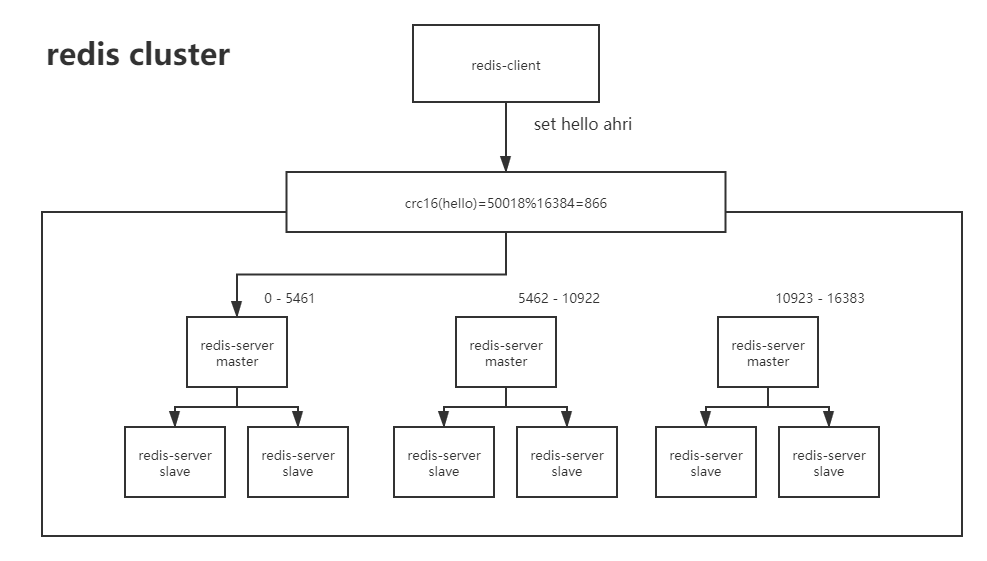 redis cluster
redis-client
set hello ahri
crc16(hello)=50018%16384=866
0 - 5461
5462 - 10922
10923 - 16383
redis-server
master
redis-server
master
redis-server
master
redis-server
slave
redis-server
slave
redis-server
slave
redis-server
slave
redis-server
slave
redis-server
slave